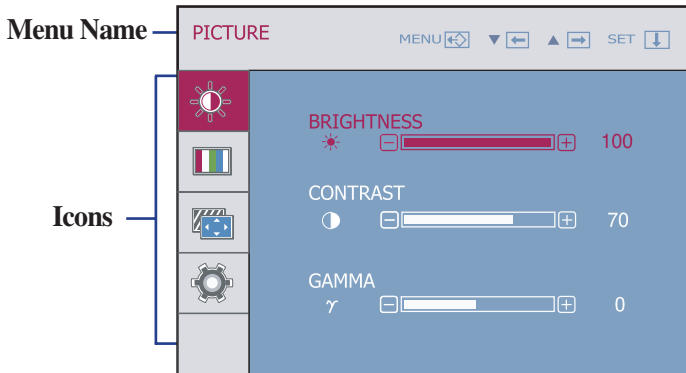 Menu Name
PICTURE MENU ▼ ▲ SET
Icons
BRIGHTNESS
100
CONTRAST
70
GAMMA
γ 0